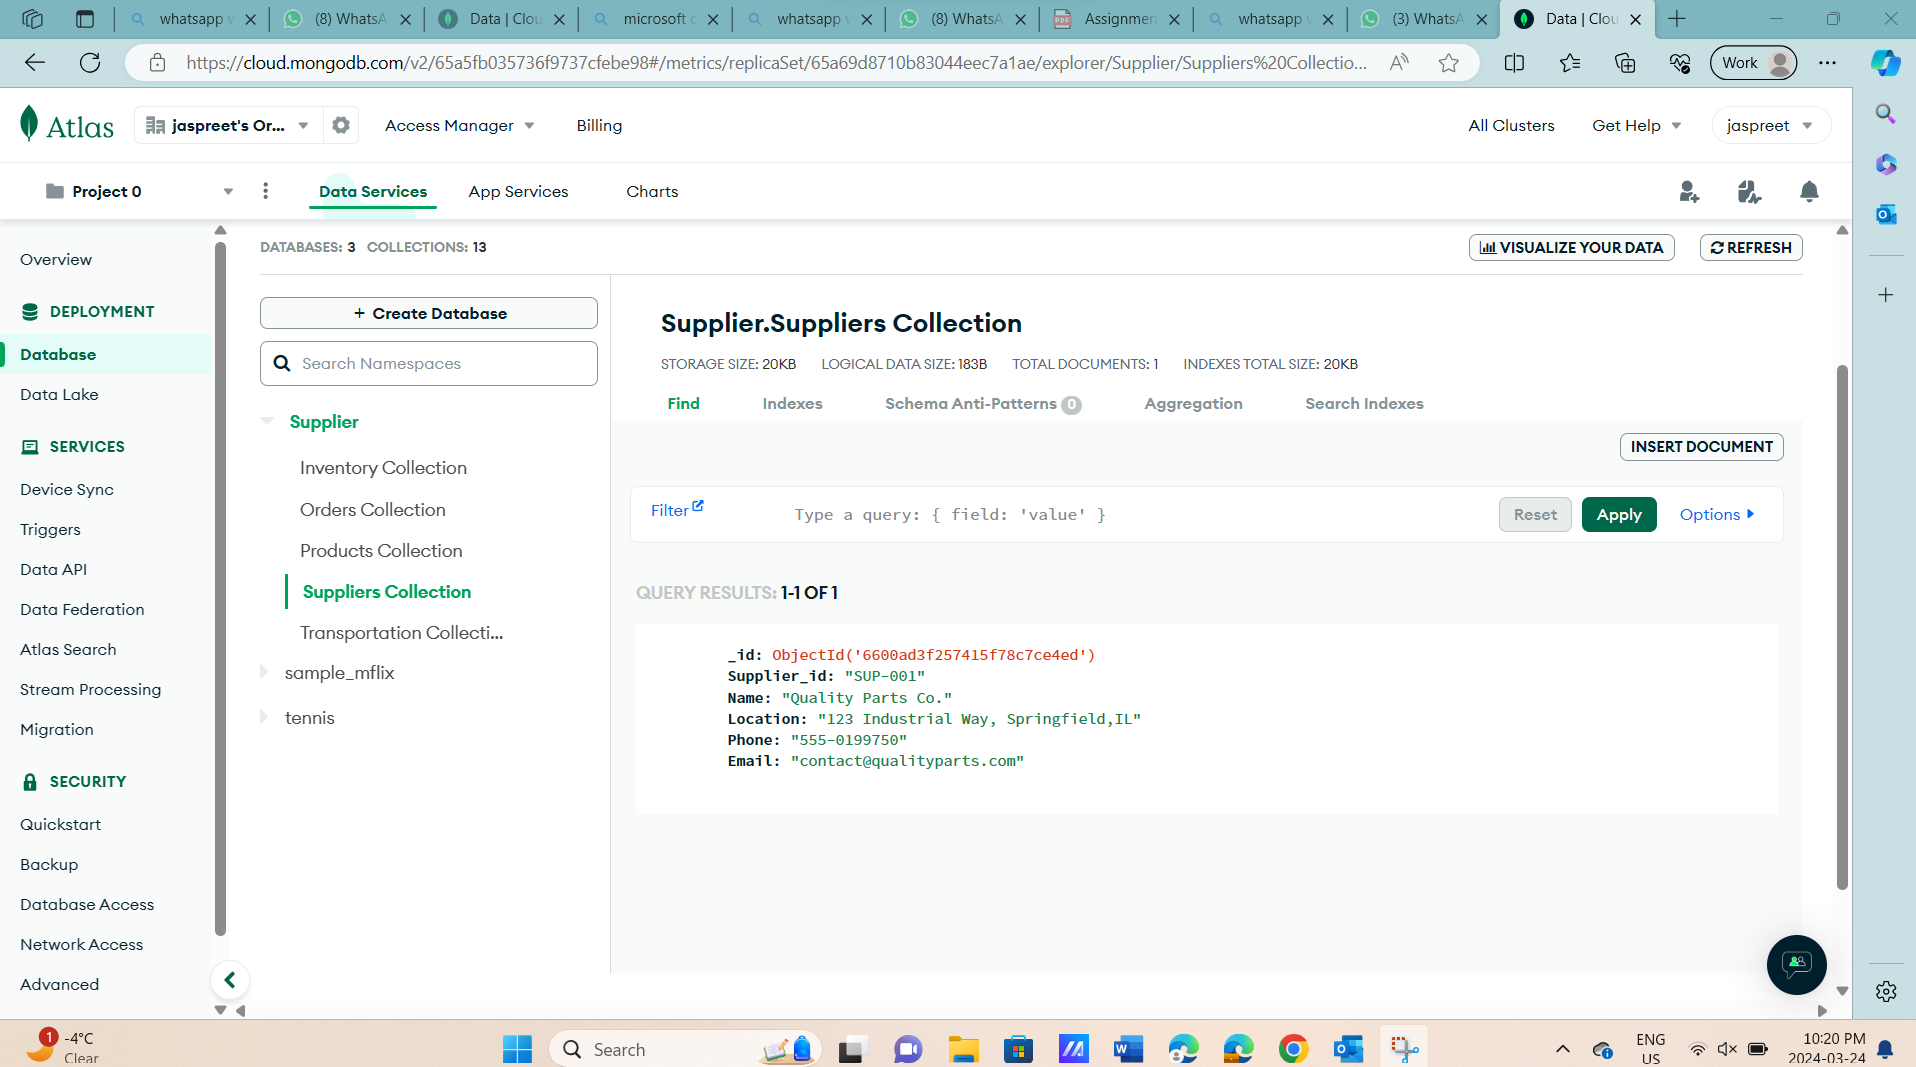 whatsapp w
(8) WhatsA
Data | Clou
microsoft c
whatsapp w
(8) WhatsA
Assignmen
whatsapp w
(3) WhatsA
Data | Clou
https://cloud.mongodb.com/v2/65a5fb035736f9737cfebe98#/metrics/replicaSet/65a69d8710b83044eec7a1ae/explorer/Supplier/Suppliers%20Collectio...
Work
Atlas
jaspreet's Or...
Access Manager
Billing
All Clusters
Get Help
jaspreet
Project 0
Data Services
App Services
Charts
Overview
DEPLOYMENT
Database
Data Lake
SERVICES
Device Sync
Triggers
Data API
Data Federation
Atlas Search
Stream Processing
Migration
SECURITY
Quickstart
Backup
Database Access
Network Access
Advanced
DATABASES: 3 COLLECTIONS: 13
VISUALIZE YOUR DATA
REFRESH
+ Create Database
Search Namespaces
Supplier
Inventory Collection
Orders Collection
Products Collection
Suppliers Collection
Transportation Collecti...
sample_mflix
tennis
Supplier.Suppliers Collection
STORAGE SIZE: 20KB LOGICAL DATA SIZE: 183B TOTAL DOCUMENTS: 1 INDEXES TOTAL SIZE: 20KB
Find Indexes Schema Anti-Patterns 0 Aggregation Search Indexes
INSERT DOCUMENT
Filter
Type a query: { field: 'value' }
Reset
Apply
Options
QUERY RESULTS: 1-1 OF 1
_id: ObjectId('6600ad3f257415f78c7ce4ed')
Supplier_id: "SUP-001"
Name: "Quality Parts Co."
Location: "123 Industrial Way, Springfield,IL"
Phone: "555-0199750"
Email: "contact@qualityparts.com"
1
-4°C
Clear
Search
ENG
US
10:20 PM
2024-03-24